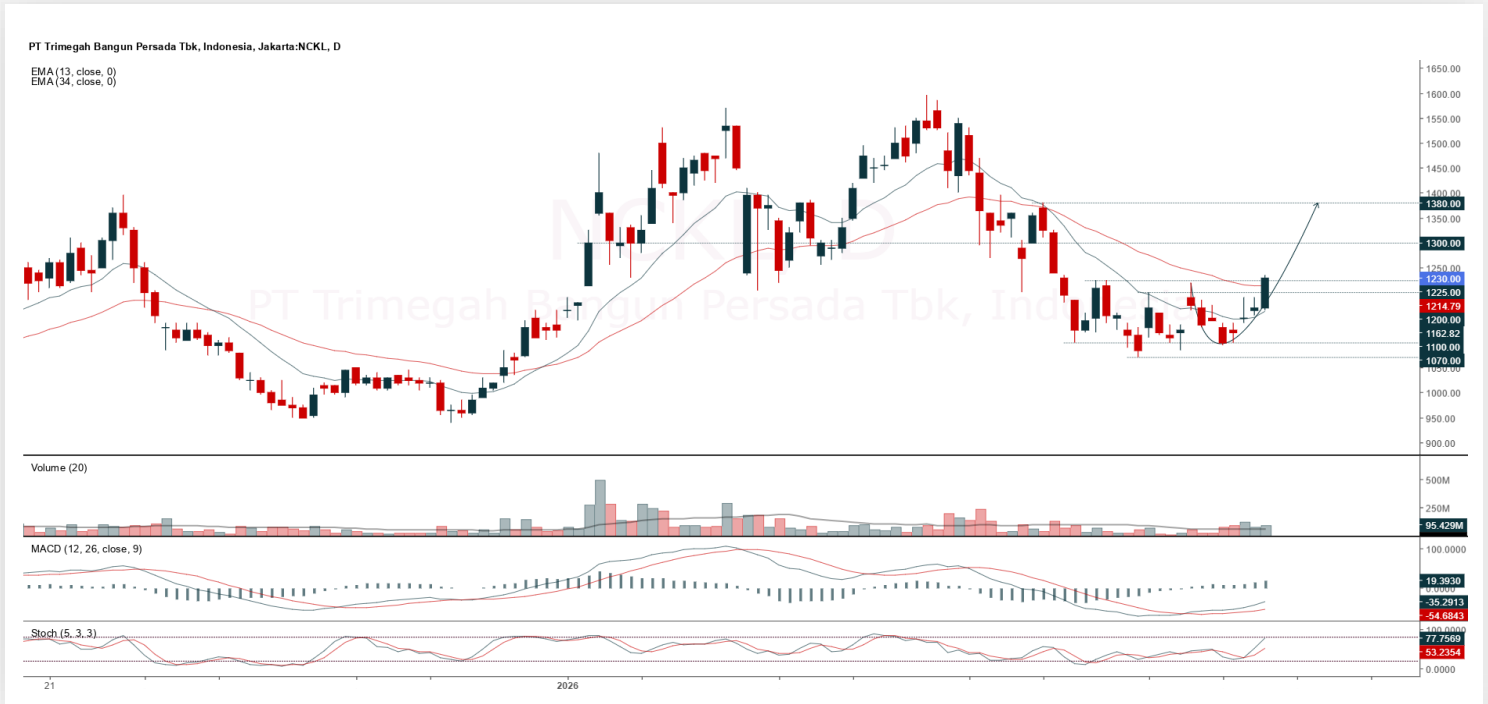 PT Trimegah Bangun Persada Tbk, Indonesia, Jakarta:NCKL, D
EMA (13, close, 0)
EMA (34, close, 0)
NCKL, D
PT Trimegah Bangun Persada Tbk, Indonesia
1650.00
1600.00
1550.00
1500.00
1450.00
1400.00
1380.00
1350.00
1300.00
1250.00
1230.00
1225.00
1214.79
1200.00
1162.82
1100.00
1070.00
1050.00
1000.00
950.00
900.00
Volume (20)
500M
250M
95.429M
MACD (12, 26, close, 9)
100.0000
19.3930
0.0000
-35.2913
-54.6843
Stoch (5, 3, 3)
100.0000
77.7569
53.2354
0.0000
21
2026